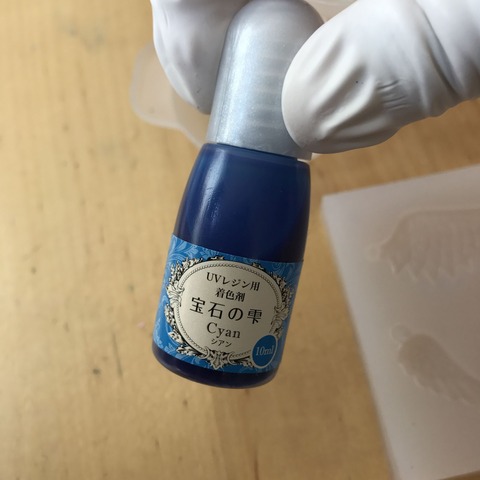 UVレジン用
着色剤
宝石の雫
Cyan
シアン
10ml